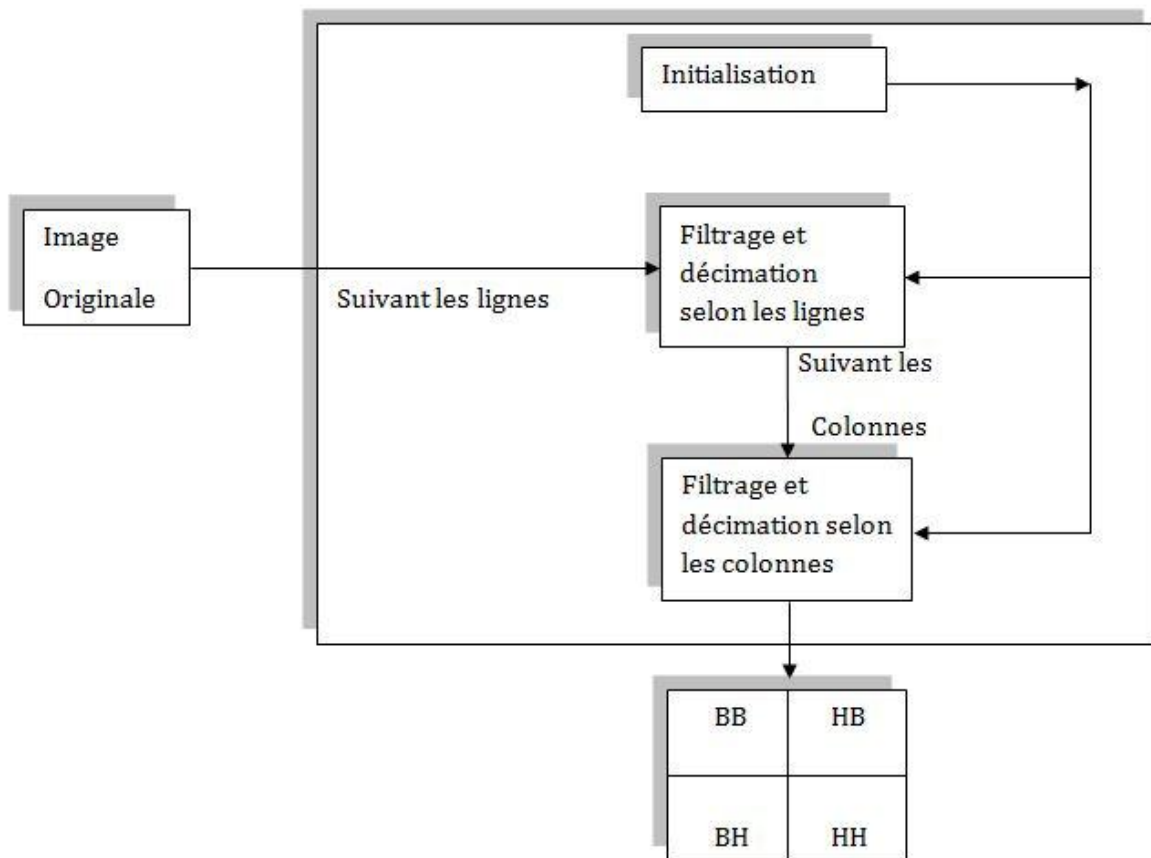 Initialisation
Image
Originale
Suivant les lignes
Filtrage et
décimation
selon les lignes
Suivant les
Colonnes
Filtrage et
décimation selon
les colonnes
BB HB
BH HH